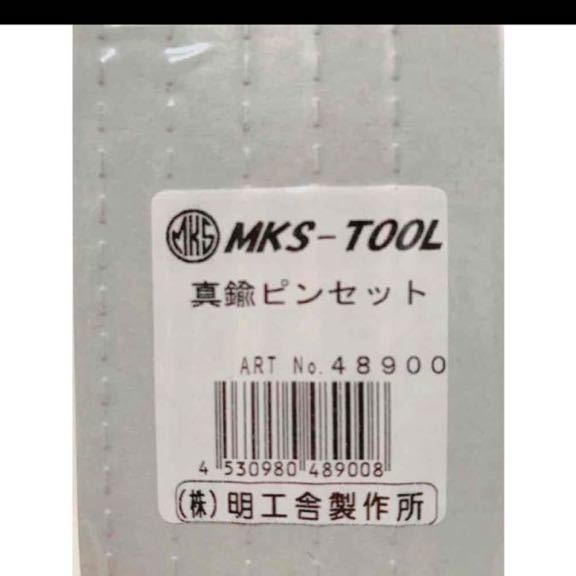 MKS MKS-TOOL
真鍮ピンセット
ART No. 48900
4 530980 489008
(株)明工舎製作所